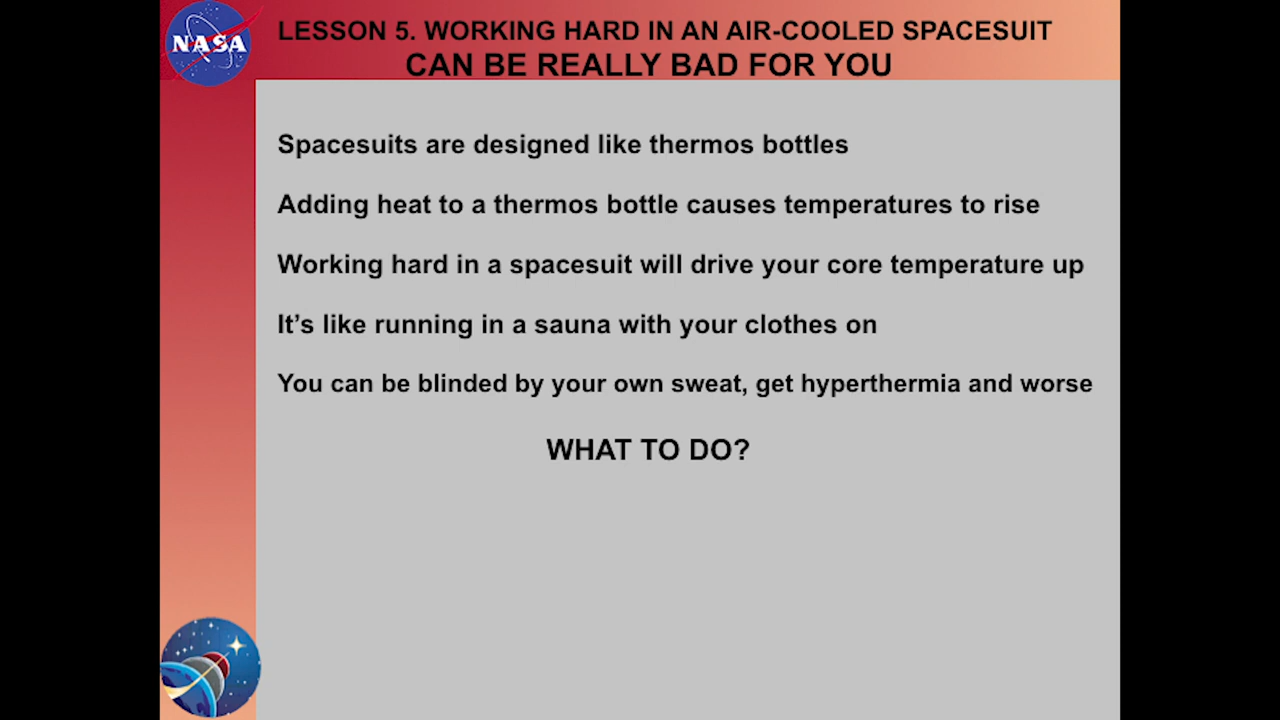 NASA
LESSON 5. WORKING HARD IN AN AIR-COOLED SPACESUIT
CAN BE REALLY BAD FOR YOU
Spacesuits are designed like thermos bottles
Adding heat to a thermos bottle causes temperatures to rise
Working hard in a spacesuit will drive your core temperature up
It’s like running in a sauna with your clothes on
You can be blinded by your own sweat, get hyperthermia and worse
WHAT TO DO?